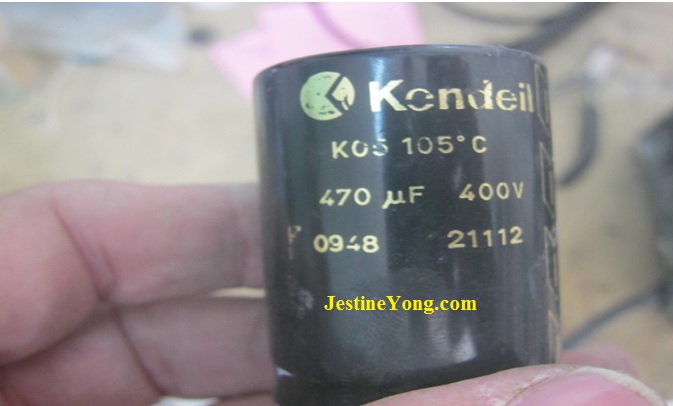 Kendeil
K05 105°C
470 µF 400V
0948 21112
JestineYong.com